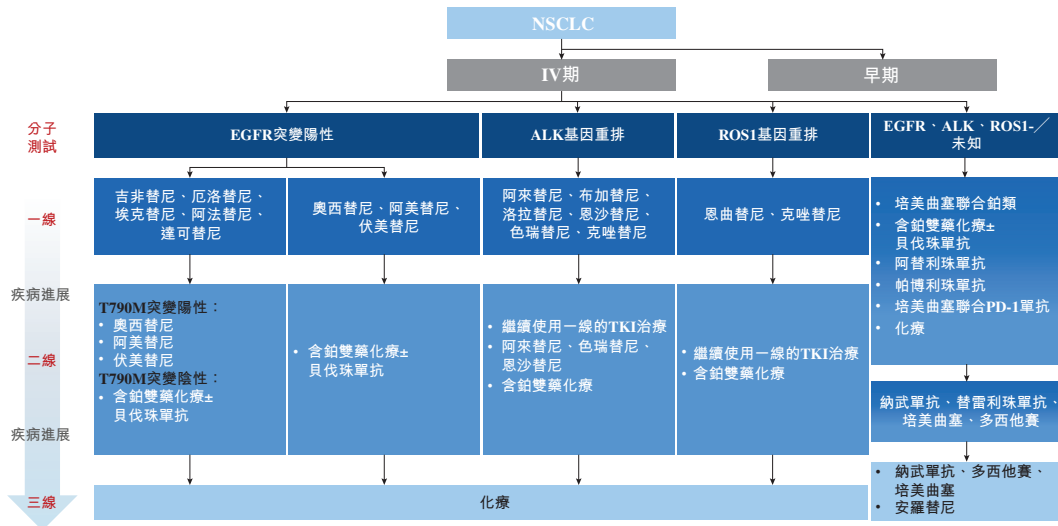 NSCLC
IV期
早期
分子
測試
EGFR突變陽性
ALK基因重排
ROS1基因重排
EGFR、ALK、ROS1-／
未知
一線
吉非替尼、厄洛替尼、
埃克替尼、阿法替尼、
達可替尼
奧西替尼、阿美替尼、
伏美替尼
阿來替尼、布加替尼、
洛拉替尼、恩沙替尼、
色瑞替尼、克唑替尼
恩曲替尼、克唑替尼
• 培美曲塞聯合鉑類
• 含鉑雙藥化療±
貝伐珠單抗
• 阿替利珠單抗
• 帕博利珠單抗
• 培美曲塞聯合PD-1單抗
• 化療
疾病進展
二線
T790M突變陽性：
• 奧西替尼
• 阿美替尼
• 伏美替尼
T790M突變陰性：
• 含鉑雙藥化療±
貝伐珠單抗
• 含鉑雙藥化療±
貝伐珠單抗
• 繼續使用一線的TKI治療
• 阿來替尼、色瑞替尼、
恩沙替尼
• 含鉑雙藥化療
• 繼續使用一線的TKI治療
• 含鉑雙藥化療
納武單抗、替雷利珠單抗、
培美曲塞、多西他賽
疾病進展
三線
化療
• 納武單抗、多西他賽、
培美曲塞
• 安羅替尼